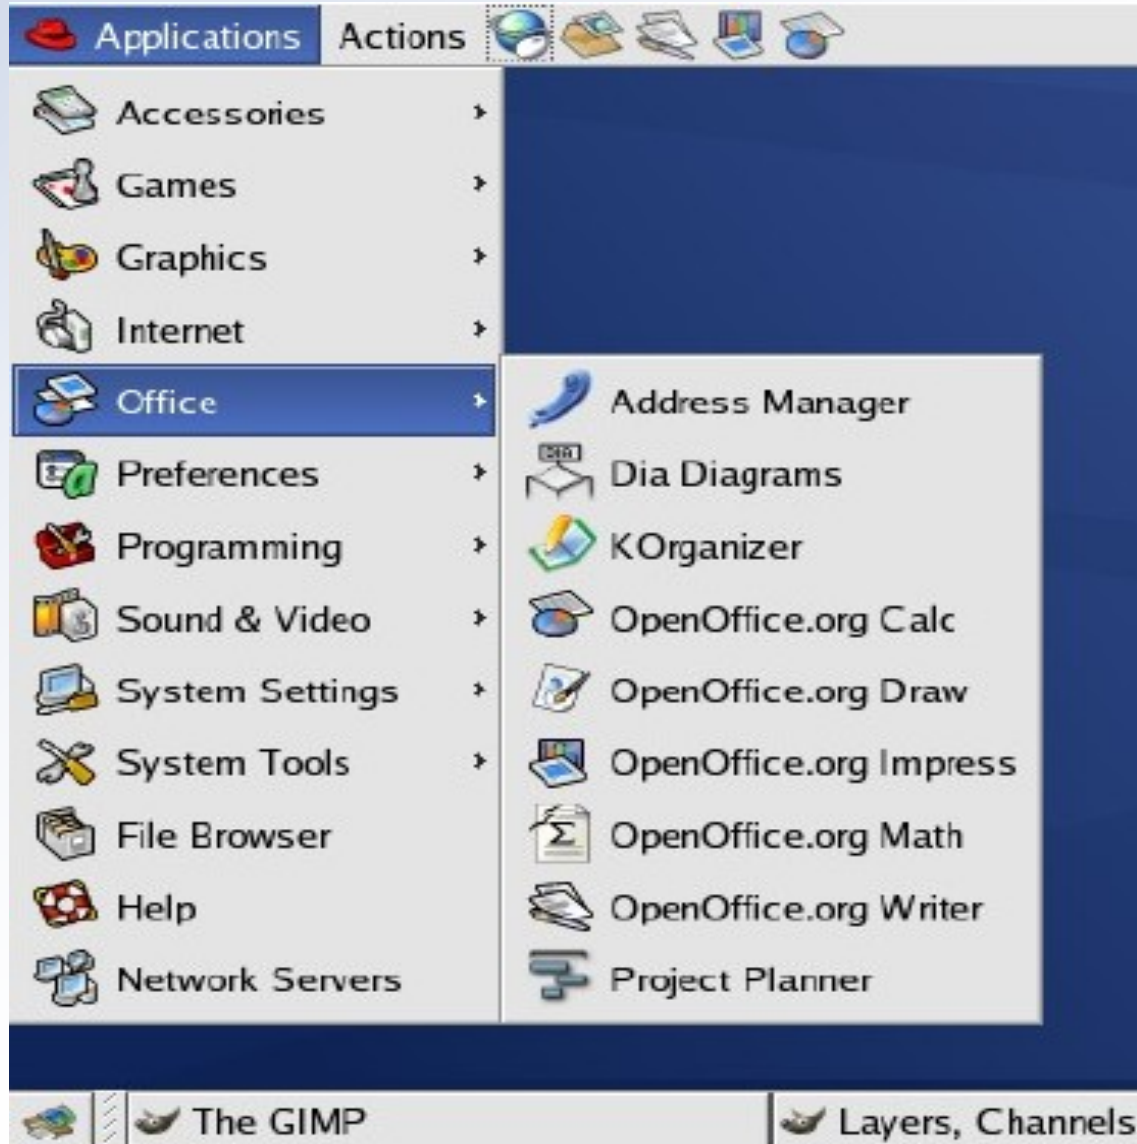 Applications Actions
Accessories
Games
Graphics
Internet
Office
Preferences
Programming
Sound & Video
System Settings
System Tools
File Browser
Help
Network Servers
Address Manager
DIA
Dia Diagrams
KOrganizer
OpenOffice.org Calc
OpenOffice.org Draw
OpenOffice.org Impress
Σ
OpenOffice.org Math
OpenOffice.org Writer
Project Planner
The GIMP
Layers, Channels